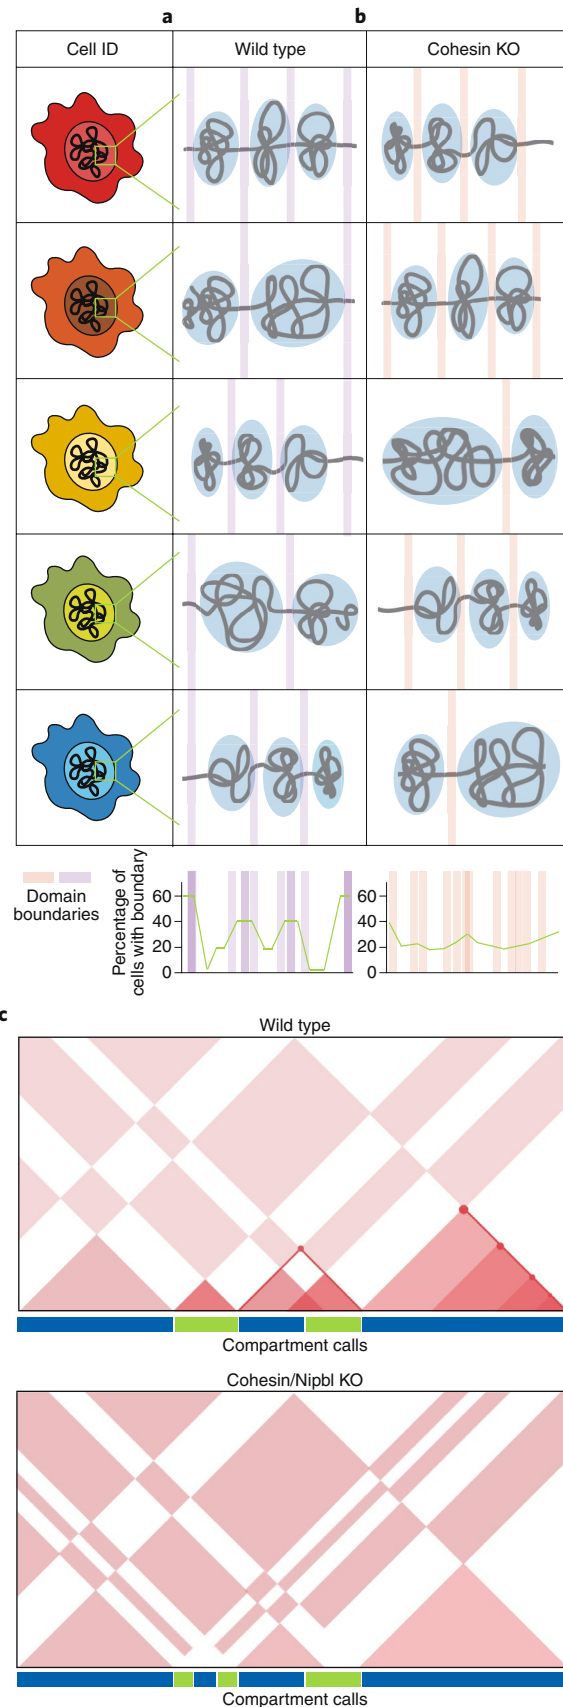 a
b
Cell ID
Wild type
Cohesin KO
Domain
boundaries
Percentage of
cells with boundary
60
40
20
0
60
40
20
0
c
Wild type
Compartment calls
Cohesin/Nipbl KO
Compartment calls